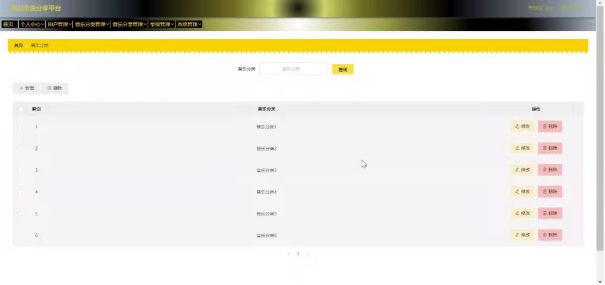 分享平台
首页 个人中心 用户管理 音乐分类管理 音乐分享管理 举报管理 系统管理
首页 音乐分类
音乐分类 音乐分类 查询
新增 删除
索引 音乐分类 操作
1 音乐分类1 修改 删除
2 音乐分类2 修改 删除
3 音乐分类3 修改 删除
4 音乐分类4 修改 删除
5 音乐分类5 修改 删除
6 音乐分类6 修改 删除
1